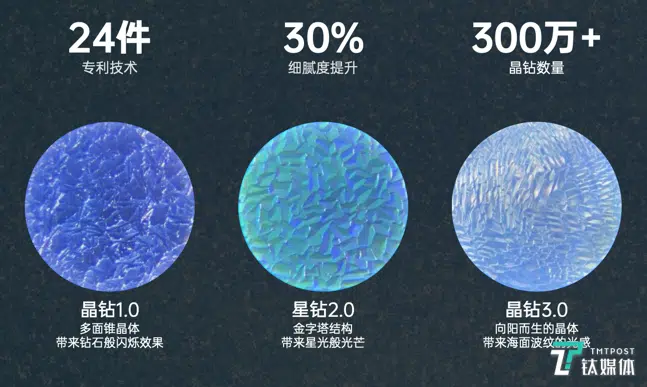 24件
专利技术
30%
细腻度提升
300万+
晶钻数量
晶钻1.0
多面锥晶体
带来钻石般闪烁效果
星钻2.0
金字塔结构
带来星光般光芒
晶钻3.0
向阳而生的晶体
带来海面波纹的光感
TMTPOST
钛媒体